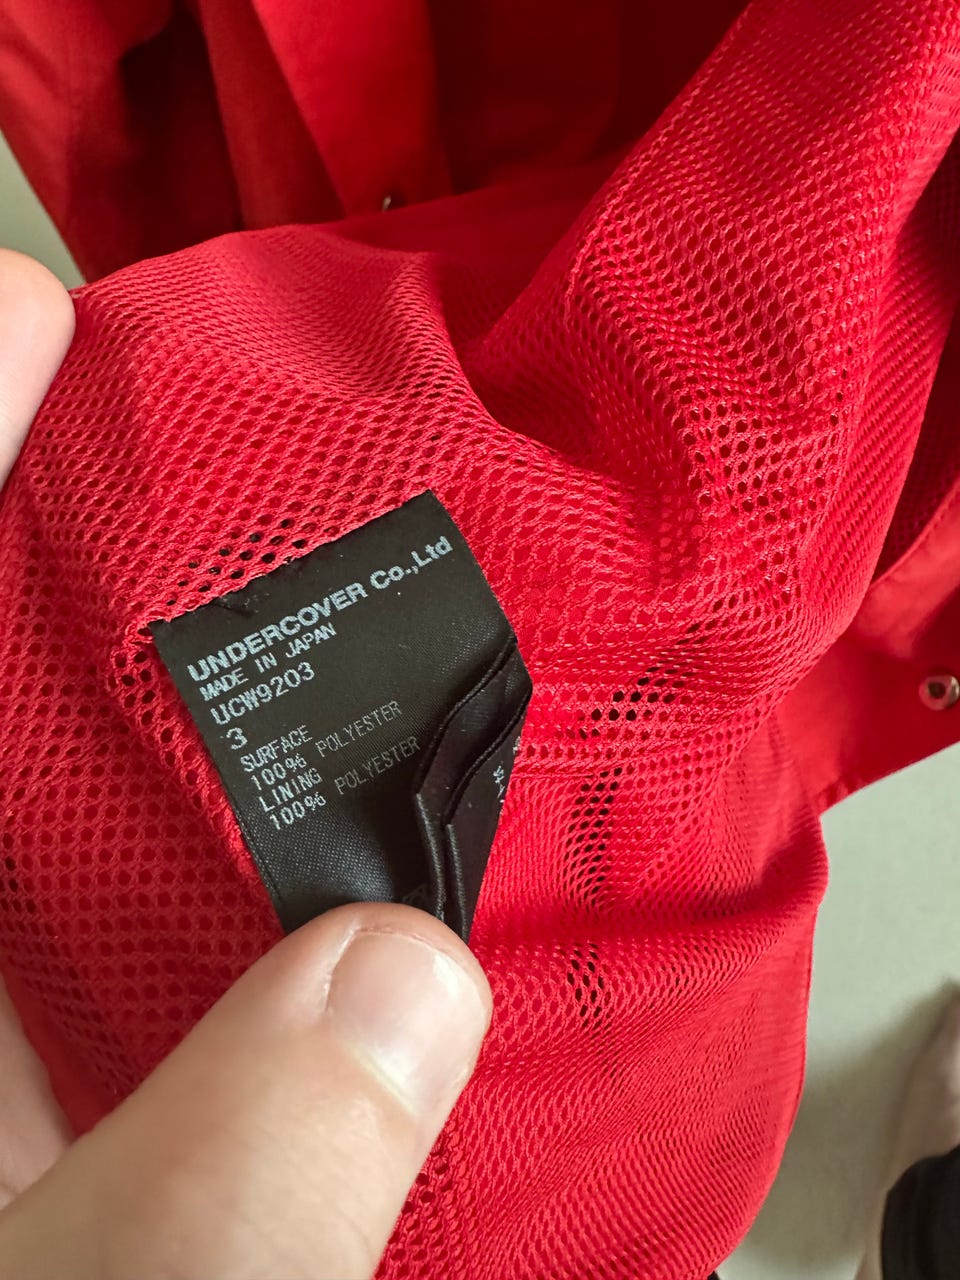 UNDERCOVER Co.,Ltd
MADE IN JAPAN
UCW9203
3
SURFACE
100% POLYESTER
LINING
100% POLYESTER